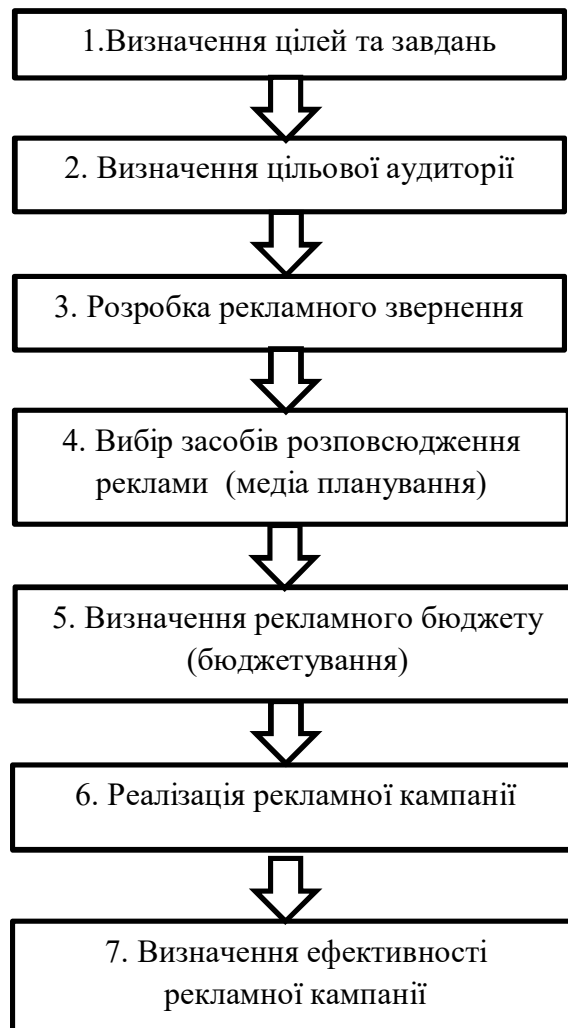 1.Визначення цілей та завдань
2. Визначення цільової аудиторії
3. Розробка рекламного звернення
4. Вибір засобів розповсюдження
реклами (медіа планування)
5. Визначення рекламного бюджету
(бюджетування)
6. Реалізація рекламної кампанії
7. Визначення ефективності
рекламної кампанії